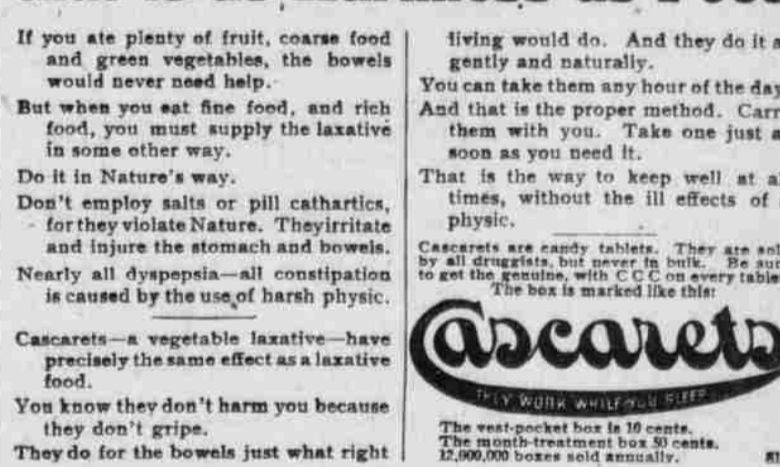 If you ate plenty of fruit, coarse food
and green vegetables, the bowels
would never need help.
But when you eat fine food, and rich
food, you must supply the laxative
in some other way.
Do it in Nature's way.
Don't employ salts or pill cathartics,
for they violate Nature. They irritate
and injure the stomach and bowels.
Nearly all dyspepsia—all constipation
is caused by the use of harsh physic.
Cascarets—a vegetable laxative—have
precisely the same effect as a laxative
food.
You know they don't harm you because
they don't gripe.
They do for the bowels just what right
living would do. And they do it a
gently and naturally.
You can take them any hour of the day
And that is the proper method. Carr
them with you. Take one just a
soon as you need it.
That is the way to keep well at a
times, without the ill effects of
physic.
Cascarets are candy tablets. They are sol
by all druggists, but never in bulk. Be sur
to get the genuine, with CCC on every table
The box is marked like this:
Cascarets
THEY WORK WHILE YOU SLEEP
The vest-pocket box is 10 cents.
The month-treatment box 50 cents.
12,000,000 boxes sold annually.